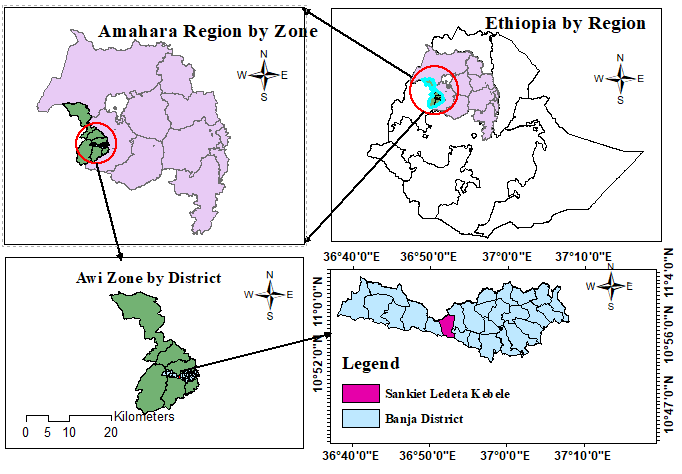 Amahara Region by Zone
N
W E
S
Ethiopia by Region
N
W E
S
Awi Zone by District
N
W E
S
Kilometers
0 5 10 20
36°40'0"E 36°50'0"E 37°0'0"E 37°10'0"E
N
W E
S
11°0'0"N
10°52'0"N
11°4'0"N
10°56'0"N
10°47'0"N
Legend
Sankiet Ledeta Kebele
Banja District
36°40'0"E 36°50'0"E 37°0'0"E 37°10'0"E